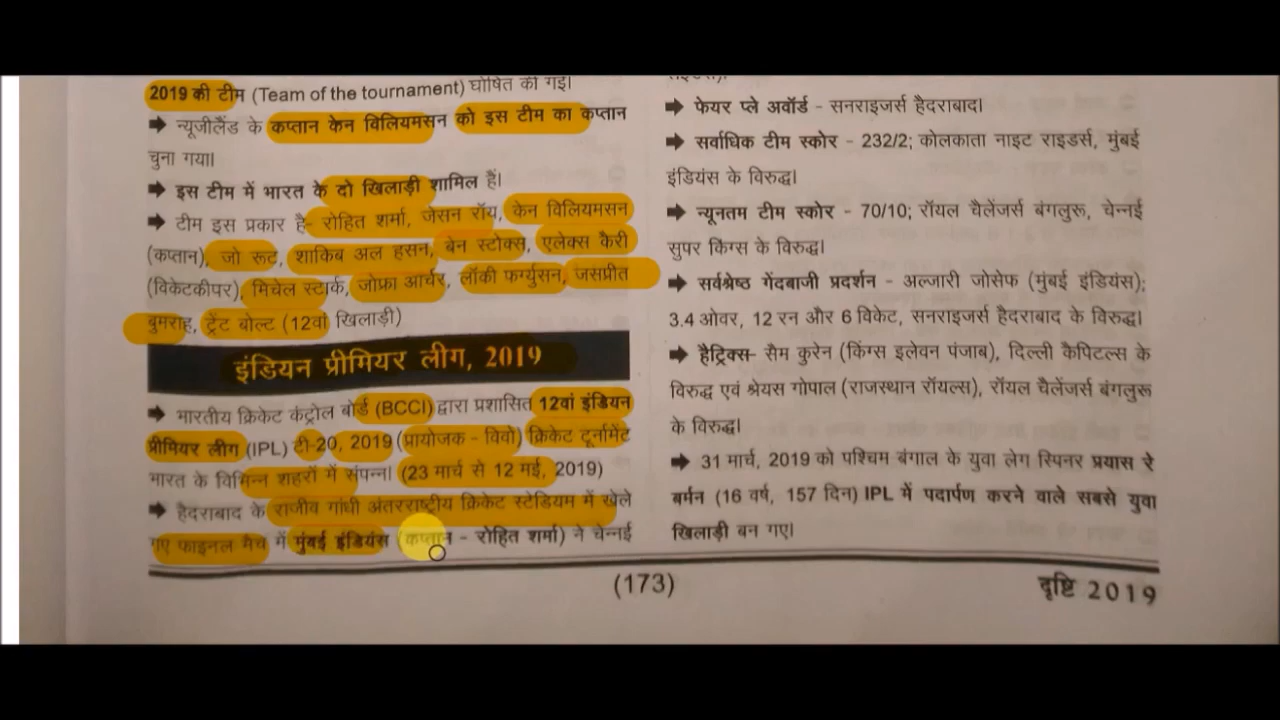 2019 की टीम (Team of the tournament) घोषित की गई।
➡ न्यूजीलैंड के कप्तान केन विलियमसन को इस टीम का कप्तान
चुना गया।
➡ इस टीम में भारत के दो खिलाड़ी शामिल हैं।
➡ टीम इस प्रकार है- रोहित शर्मा, जेसन रॉय, केन विलियमसन
(कप्तान), जो रूट, शाकिब अल हसन, बेन स्टोक्स, एलेक्स कैरी
(विकेटकीपर), मिचेल स्टार्क, जोफ्रा आर्चर, लॉकी फर्ग्युसन, जसप्रीत
बुमराह, ट्रेंट बोल्ट (12वां खिलाड़ी)
इंडियन प्रीमियर लीग, 2019
➡ भारतीय क्रिकेट कंट्रोल बोर्ड (BCCI) द्वारा प्रशासित 12वां इंडियन
प्रीमियर लीग (IPL) टी-20, 2019 (प्रायोजक - विवो) क्रिकेट टूर्नामेंट
भारत के विभिन्न शहरों में संपन्न। (23 मार्च से 12 मई, 2019)
➡ हैदराबाद के राजीव गांधी अंतरराष्ट्रीय क्रिकेट स्टेडियम में खेले
गए फाइनल मैच में मुंबई इंडियंस (कप्तान - रोहित शर्मा) ने चेन्नई
➡ फेयर प्ले अवॉर्ड - सनराइजर्स हैदराबाद।
➡ सर्वाधिक टीम स्कोर - 232/2; कोलकाता नाइट राइडर्स, मुंबई
इंडियंस के विरुद्ध।
➡ न्यूनतम टीम स्कोर - 70/10; रॉयल चैलेंजर्स बंगलुरू, चेन्नई
सुपर किंग्स के विरुद्ध।
➡ सर्वश्रेष्ठ गेंदबाजी प्रदर्शन - अल्जारी जोसेफ (मुंबई इंडियंस);
3.4 ओवर, 12 रन और 6 विकेट, सनराइजर्स हैदराबाद के विरुद्ध।
➡ हैट्रिक्स- सैम कुरेन (किंग्स इलेवन पंजाब), दिल्ली कैपिटल्स के
विरुद्ध एवं श्रेयस गोपाल (राजस्थान रॉयल्स), रॉयल चैलेंजर्स बंगलुरू
के विरुद्ध।
➡ 31 मार्च, 2019 को पश्चिम बंगाल के युवा लेग स्पिनर प्रयास रे
बर्मन (16 वर्ष, 157 दिन) IPL में पदार्पण करने वाले सबसे युवा
खिलाड़ी बन गए।
(173)
दृष्टि 2019